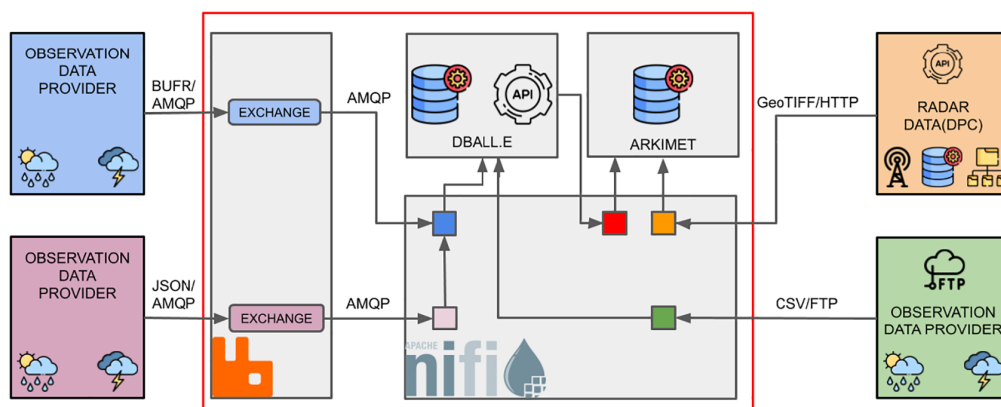 OBSERVATION
DATA
PROVIDER
BUFR/
AMQP
EXCHANGE
AMQP
API
DBALL.E
ARKIMET
GeoTIFF/HTTP
API
RADAR
DATA(DPC)
OBSERVATION
DATA
PROVIDER
JSON/
AMQP
EXCHANGE
AMQP
APACHE
nifi
CSV/FTP
FTP
OBSERVATION
DATA PROVIDER